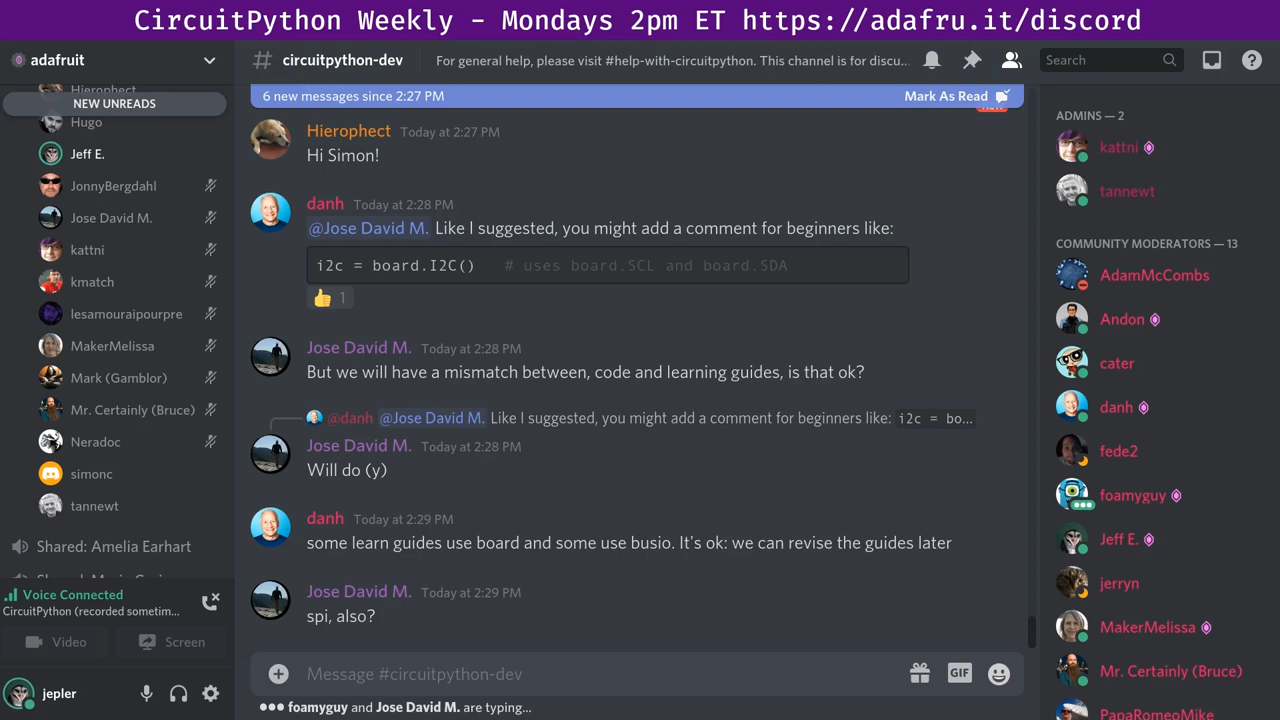 CircuitPython Weekly - Mondays 2pm ET https://adafru.it/discord
adafruit
Hierophect
NEW UNREADS
Hugo
Jeff E.
JonnyBergdahl
Jose David M.
kattni
kmatch
lesamouraipourpre
MakerMelissa
Mark (Gamblor)
Mr. Certainly (Bruce)
Neradoc
simonc
tannewt
Shared: Amelia Earhart
Voice Connected
CircuitPython (recorded sometim...
Video
Screen
jepler
# circuitpython-dev
For general help, please visit #help-with-circuitpython. This channel is for discu...
Search
6 new messages since 2:27 PM
Mark As Read
Hierophect Today at 2:27 PM
Hi Simon!
danh Today at 2:28 PM
@Jose David M. Like I suggested, you might add a comment for beginners like:
i2c = board.I2C()   # uses board.SCL and board.SDA
👍 1
Jose David M. Today at 2:28 PM
But we will have a mismatch between, code and learning guides, is that ok?
@danh @Jose David M. Like I suggested, you might add a comment for beginners like: i2c = bo...
Jose David M. Today at 2:28 PM
Will do (y)
danh Today at 2:29 PM
some learn guides use board and some use busio. It's ok: we can revise the guides later
Jose David M. Today at 2:29 PM
spi, also?
Message #circuitpython-dev
GIF
foamyguy and Jose David M. are typing...
ADMINS — 2
kattni
tannewt
COMMUNITY MODERATORS — 13
AdamMcCombs
Andon
cater
danh
fede2
foamyguy
Jeff E.
jerryn
MakerMelissa
Mr. Certainly (Bruce)
PapaRomeoMike